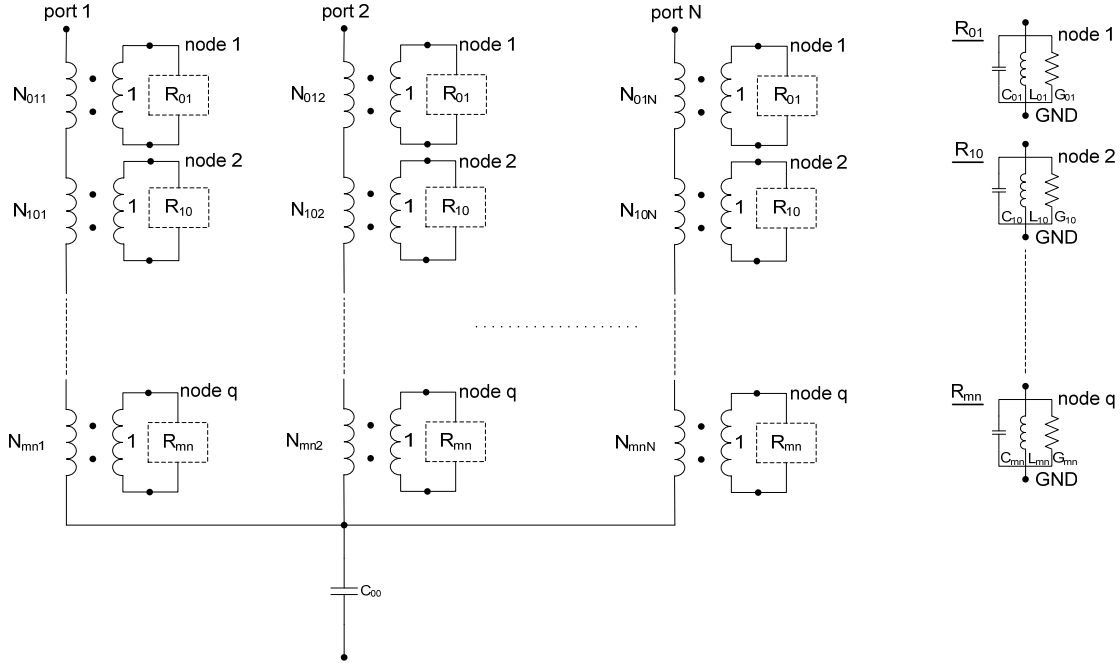 port 1
port 2
port N
node 1
node 1
node 1
R01
node 1
N011
1
R01
N012
1
R01
N01N
1
R01
C01
L01
G01
GND
node 2
node 2
node 2
R10
node 2
N101
1
R10
N102
1
R10
N10N
1
R10
C10
L10
G10
GND
node q
node q
node q
Rmn
node q
Nmn1
1
Rmn
Nmn2
1
Rmn
NmnN
1
Rmn
Cmn
Lmn
Gmn
GND
C00